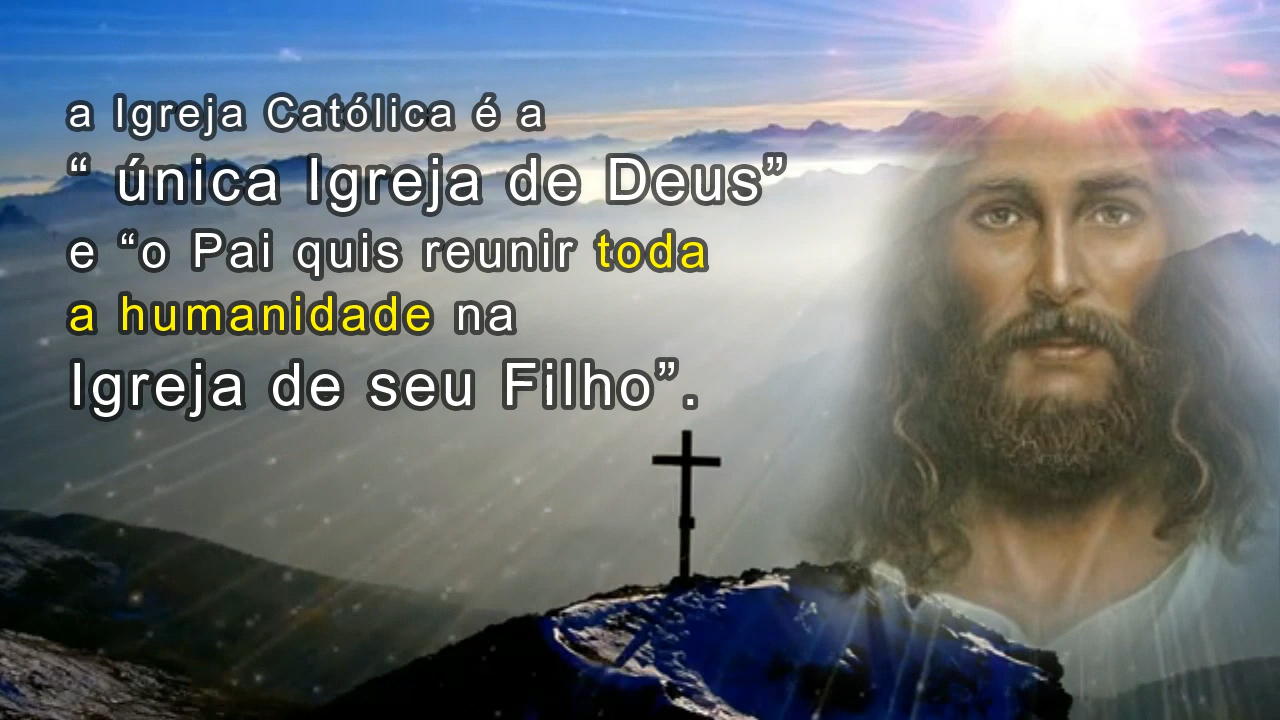 a Igreja Católica é a
“ única Igreja de Deus”
e “o Pai quis reunir toda
a humanidade na
Igreja de seu Filho”.